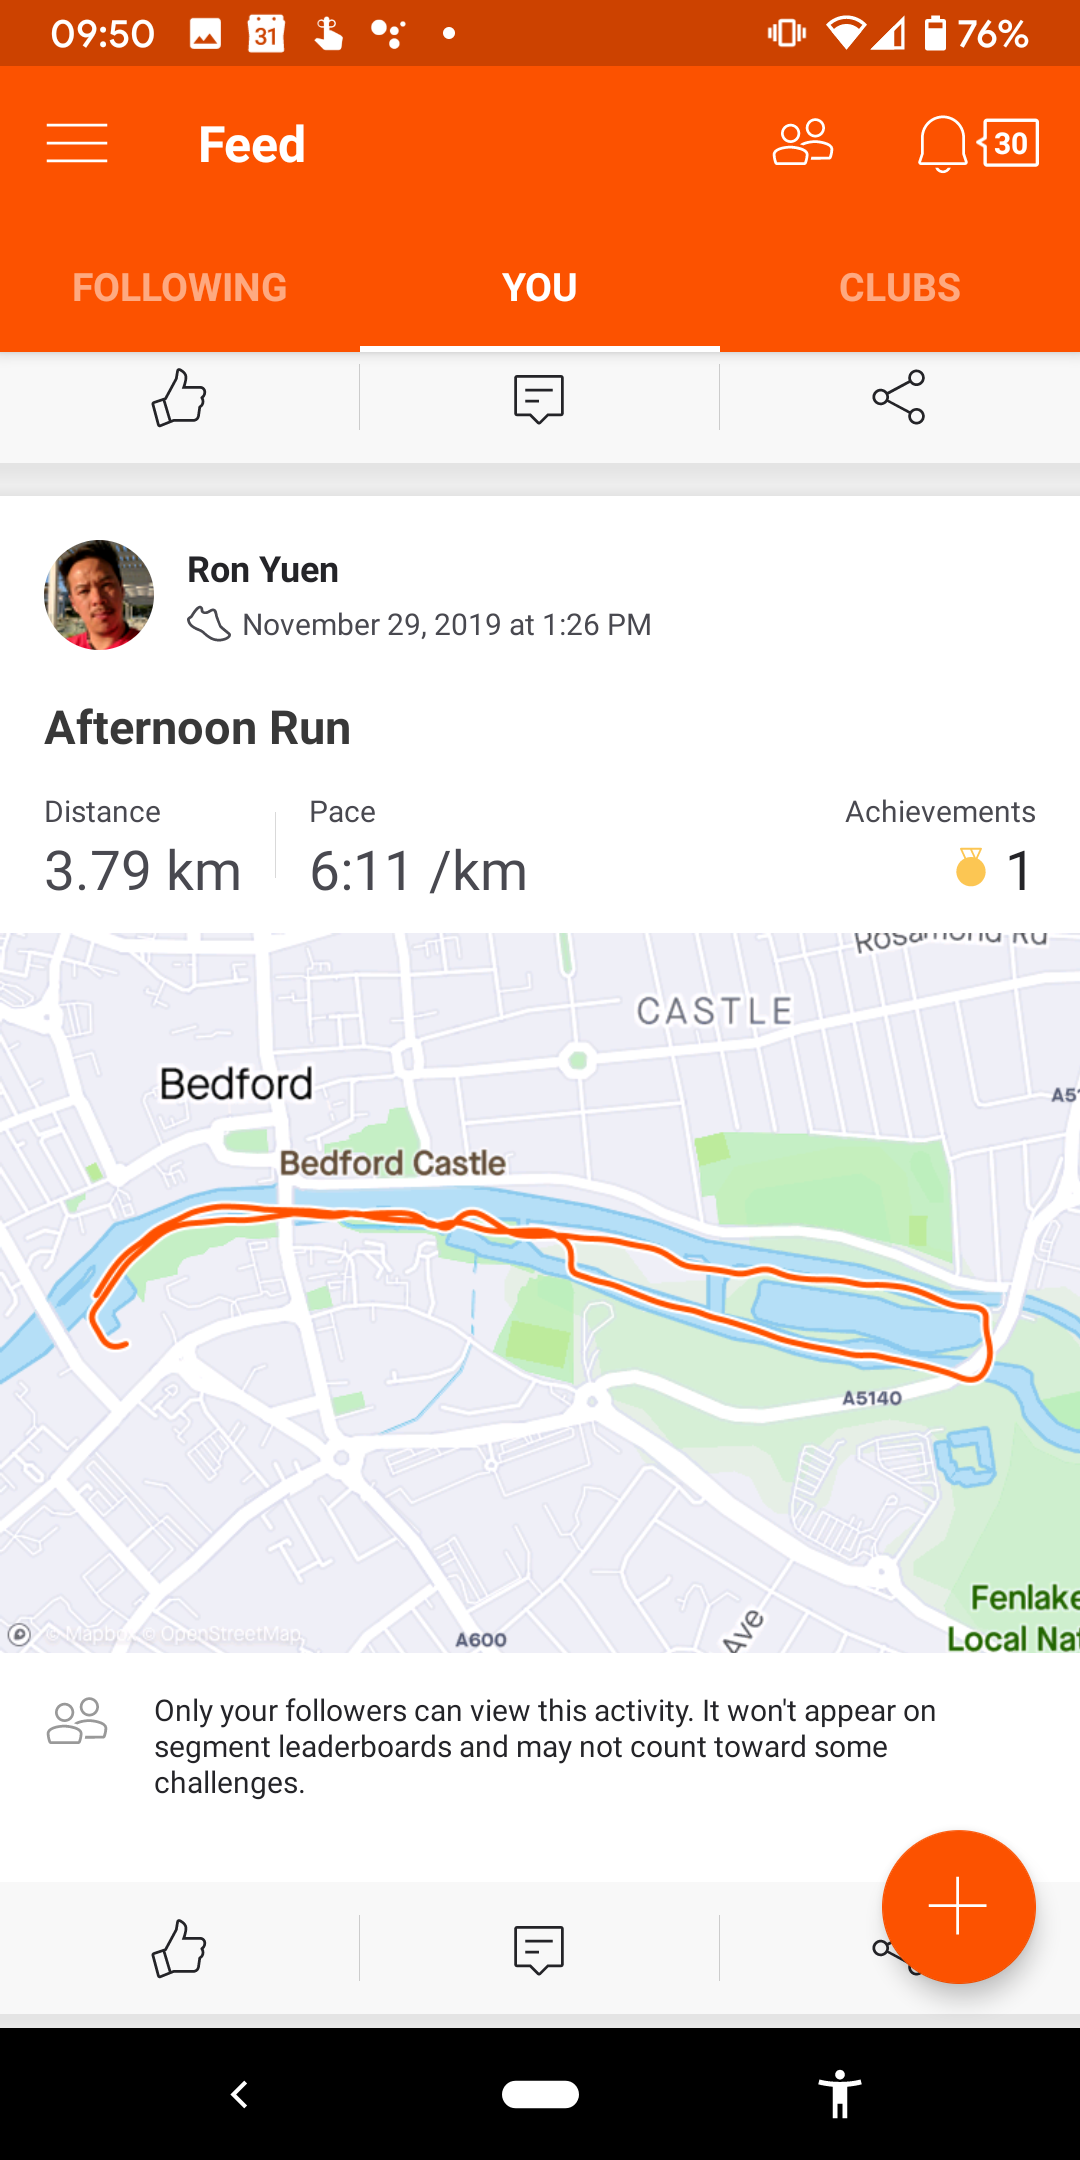 09:50
31
76%
Feed
30
FOLLOWING
YOU
CLUBS
Ron Yuen
November 29, 2019 at 1:26 PM
Afternoon Run
Distance
Pace
Achievements
3.79 km
6:11 /km
1
Rosamond Rd
CASTLE
Bedford
A5
Bedford Castle
A5140
Fenlake
Local Nat
Ave
A600
© Mapbox © OpenStreetMap
Only your followers can view this activity. It won't appear on
segment leaderboards and may not count toward some
challenges.